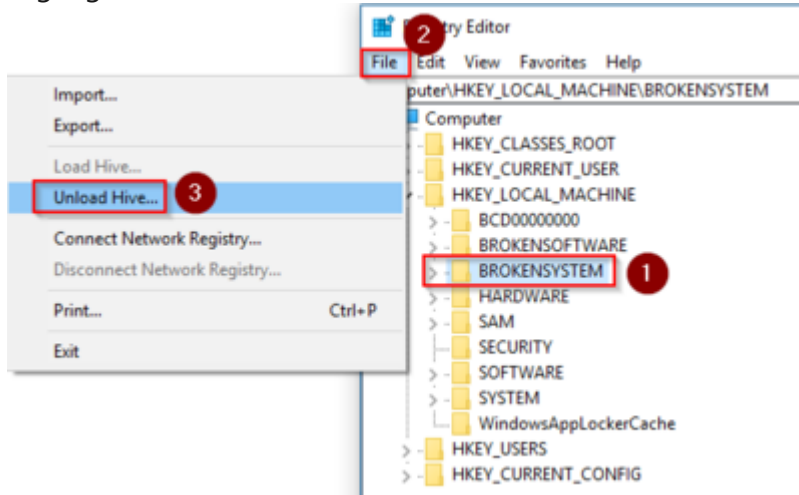 2
try Editor
File Edit View Favorites Help
puter\HKEY_LOCAL_MACHINE\BROKENSYSTEM
Import...
Export...
Load Hive...
Unload Hive...
3
Connect Network Registry...
Disconnect Network Registry...
Print... Ctrl+P
Exit
Computer
HKEY_CLASSES_ROOT
HKEY_CURRENT_USER
HKEY_LOCAL_MACHINE
BCD00000000
BROKENSOFTWARE
BROKENSYSTEM
1
HARDWARE
SAM
SECURITY
SOFTWARE
SYSTEM
WindowsAppLockerCache
HKEY_USERS
HKEY_CURRENT_CONFIG